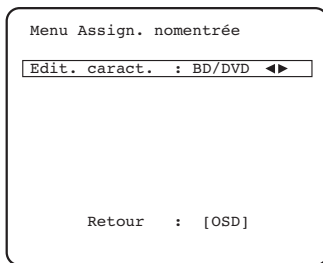 Menu Assign. nomentrée
Edit. caract. : BD/DVD ◄►
Retour : [OSD]